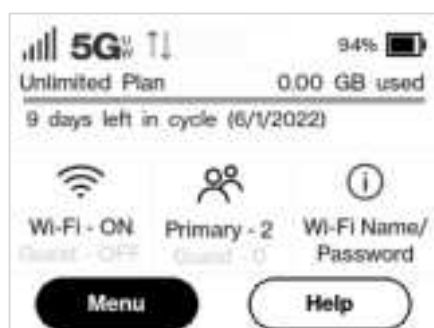 5G UW 94%
Unlimited Plan 0.00 GB used
9 days left in cycle (6/1/2022)
Wi-Fi - ON Primary - 2 Wi-Fi Name/
Guest - OFF Guest - 0 Password
Menu Help